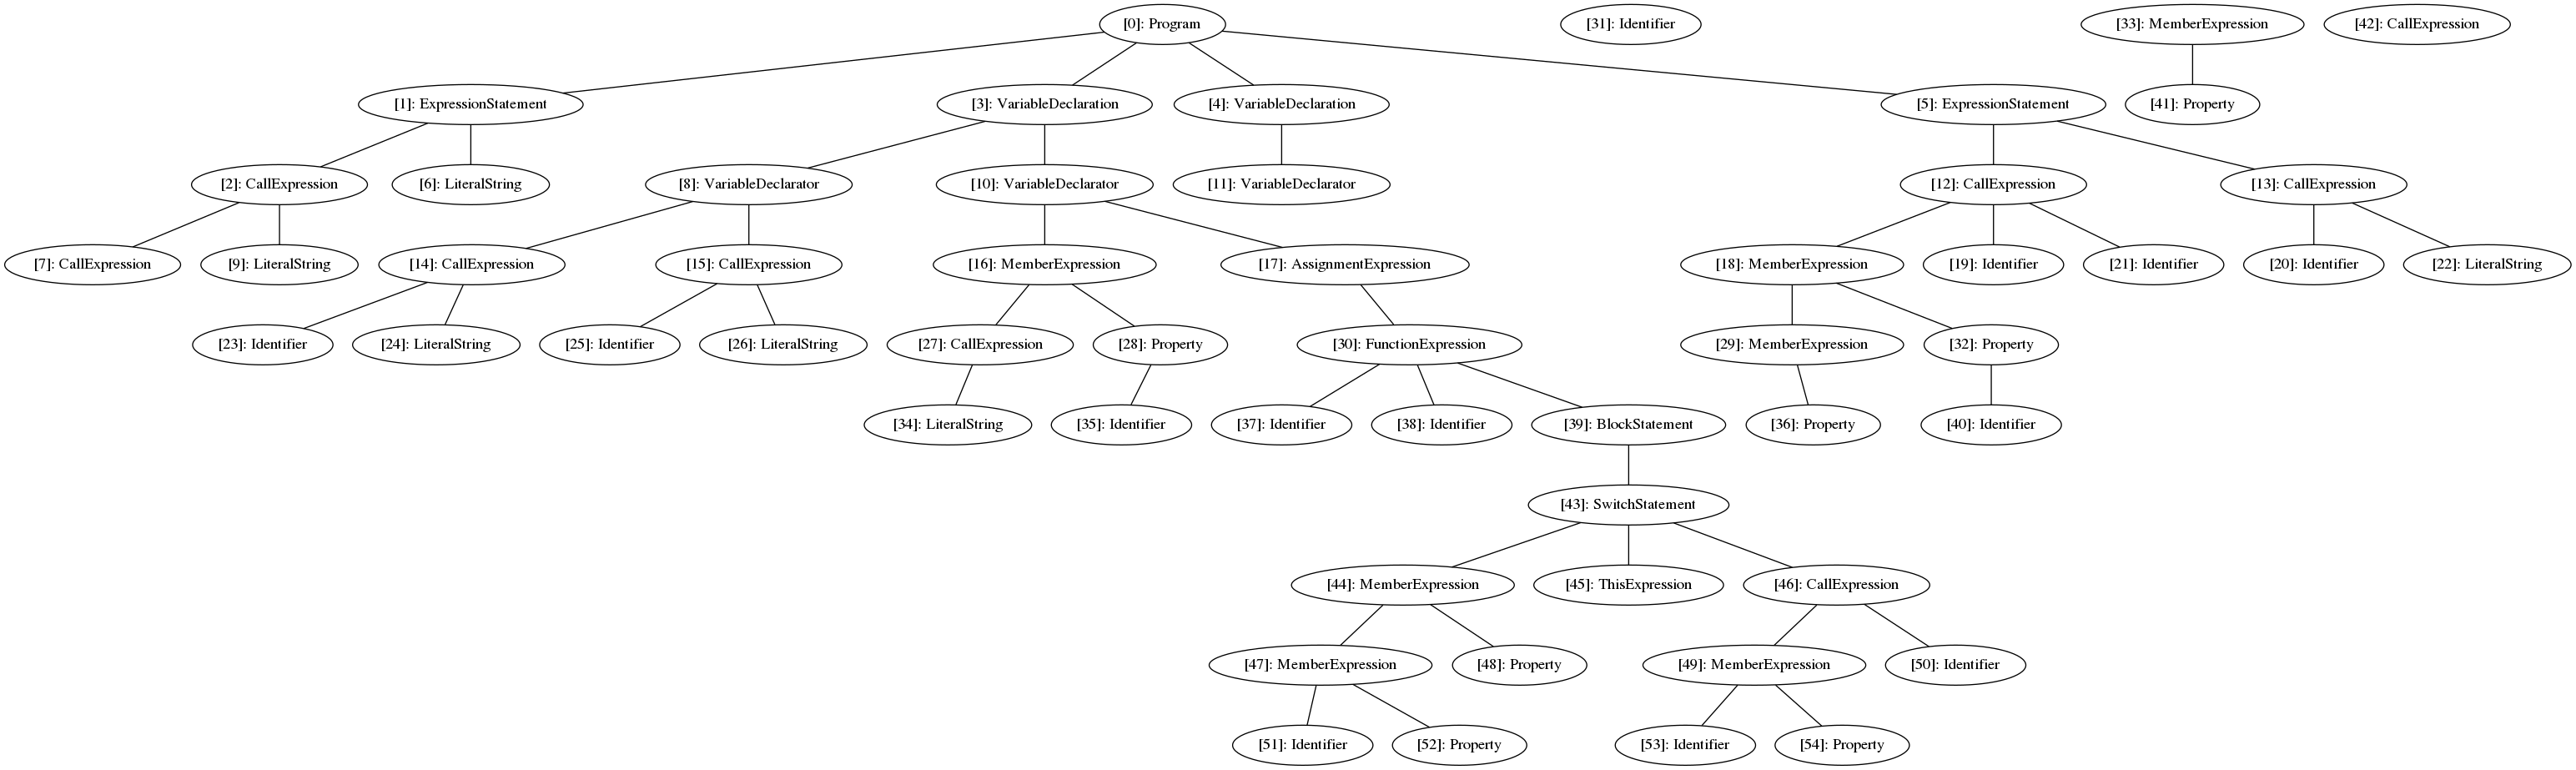 [0]: Program
[31]: Identifier
[33]: MemberExpression
[42]: CallExpression
[1]: ExpressionStatement
[3]: VariableDeclaration
[4]: VariableDeclaration
[5]: ExpressionStatement
[41]: Property
[2]: CallExpression
[6]: LiteralString
[8]: VariableDeclarator
[10]: VariableDeclarator
[11]: VariableDeclarator
[12]: CallExpression
[13]: CallExpression
[7]: CallExpression
[9]: LiteralString
[14]: CallExpression
[15]: CallExpression
[16]: MemberExpression
[17]: AssignmentExpression
[18]: MemberExpression
[19]: Identifier
[21]: Identifier
[20]: Identifier
[22]: LiteralString
[23]: Identifier
[24]: LiteralString
[25]: Identifier
[26]: LiteralString
[27]: CallExpression
[28]: Property
[30]: FunctionExpression
[29]: MemberExpression
[32]: Property
[34]: LiteralString
[35]: Identifier
[37]: Identifier
[38]: Identifier
[39]: BlockStatement
[36]: Property
[40]: Identifier
[43]: SwitchStatement
[44]: MemberExpression
[45]: ThisExpression
[46]: CallExpression
[47]: MemberExpression
[48]: Property
[49]: MemberExpression
[50]: Identifier
[51]: Identifier
[52]: Property
[53]: Identifier
[54]: Property